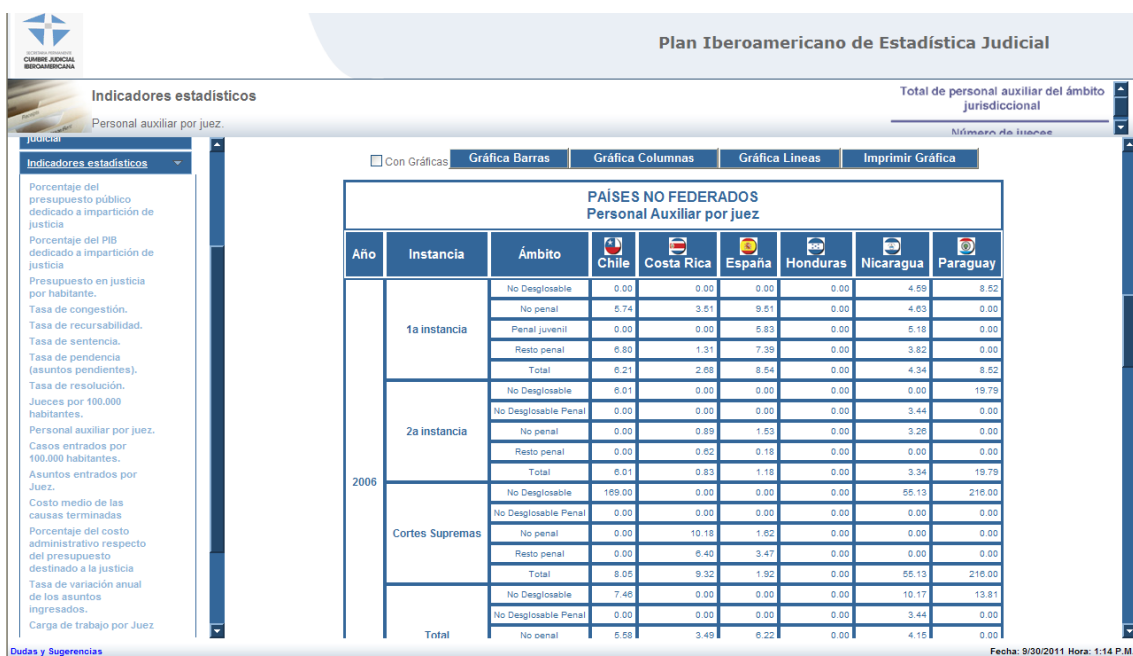 SECRETARIA PERMANENTE
CUMBRE JUDICIAL
IBEROAMERICANA
Plan Iberoamericano de Estadística Judicial
Indicadores estadísticos
Personal auxiliar por juez.
Total de personal auxiliar del ámbito
jurisdiccional
Número de jueces
judicial
Indicadores estadísticos
Porcentaje del
presupuesto público
dedicado a impartición de
justicia
Porcentaje del PIB
dedicado a impartición de
justicia
Presupuesto en justicia
por habitante.
Tasa de congestión.
Tasa de recursabilidad.
Tasa de sentencia.
Tasa de pendencia
(asuntos pendientes).
Tasa de resolución.
Jueces por 100.000
habitantes.
Personal auxiliar por juez.
Casos entrados por
100.000 habitantes.
Asuntos entrados por
Juez.
Costo medio de las
causas terminadas
Porcentaje del costo
administrativo respecto
del presupuesto
destinado a la justicia
Tasa de variación anual
de los asuntos
ingresados.
Carga de trabajo por Juez
Con Gráficas Gráfica Barras Gráfica Columnas Gráfica Lineas Imprimir Gráfica
PAÍSES NO FEDERADOS
Personal Auxiliar por juez
Año Instancia Ámbito Chile Costa Rica España Honduras Nicaragua Paraguay
2006
1a instancia
No Desglosable 0.00 0.00 0.00 0.00 4.59 8.52
No penal 5.74 3.51 9.51 0.00 4.63 0.00
Penal juvenil 0.00 0.00 5.83 0.00 5.18 0.00
Resto penal 6.80 1.31 7.39 0.00 3.82 0.00
Total 6.21 2.68 8.54 0.00 4.34 8.52
2a instancia
No Desglosable 6.01 0.00 0.00 0.00 0.00 19.79
No Desglosable Penal 0.00 0.00 0.00 0.00 3.44 0.00
No penal 0.00 0.89 1.53 0.00 3.26 0.00
Resto penal 0.00 0.62 0.18 0.00 0.00 0.00
Total 6.01 0.83 1.18 0.00 3.34 19.79
Cortes Supremas
No Desglosable 169.00 0.00 0.00 0.00 55.13 216.00
No Desglosable Penal 0.00 0.00 0.00 0.00 0.00 0.00
No penal 0.00 10.18 1.62 0.00 0.00 0.00
Resto penal 0.00 6.40 3.47 0.00 0.00 0.00
Total 8.05 9.32 1.92 0.00 55.13 216.00
Total
No Desglosable 7.46 0.00 0.00 0.00 10.17 13.81
No Desglosable Penal 0.00 0.00 0.00 0.00 3.44 0.00
No penal 5.58 3.49 6.22 0.00 4.15 0.00
Dudas y Sugerencias
Fecha: 9/30/2011 Hora: 1:14 P.M.